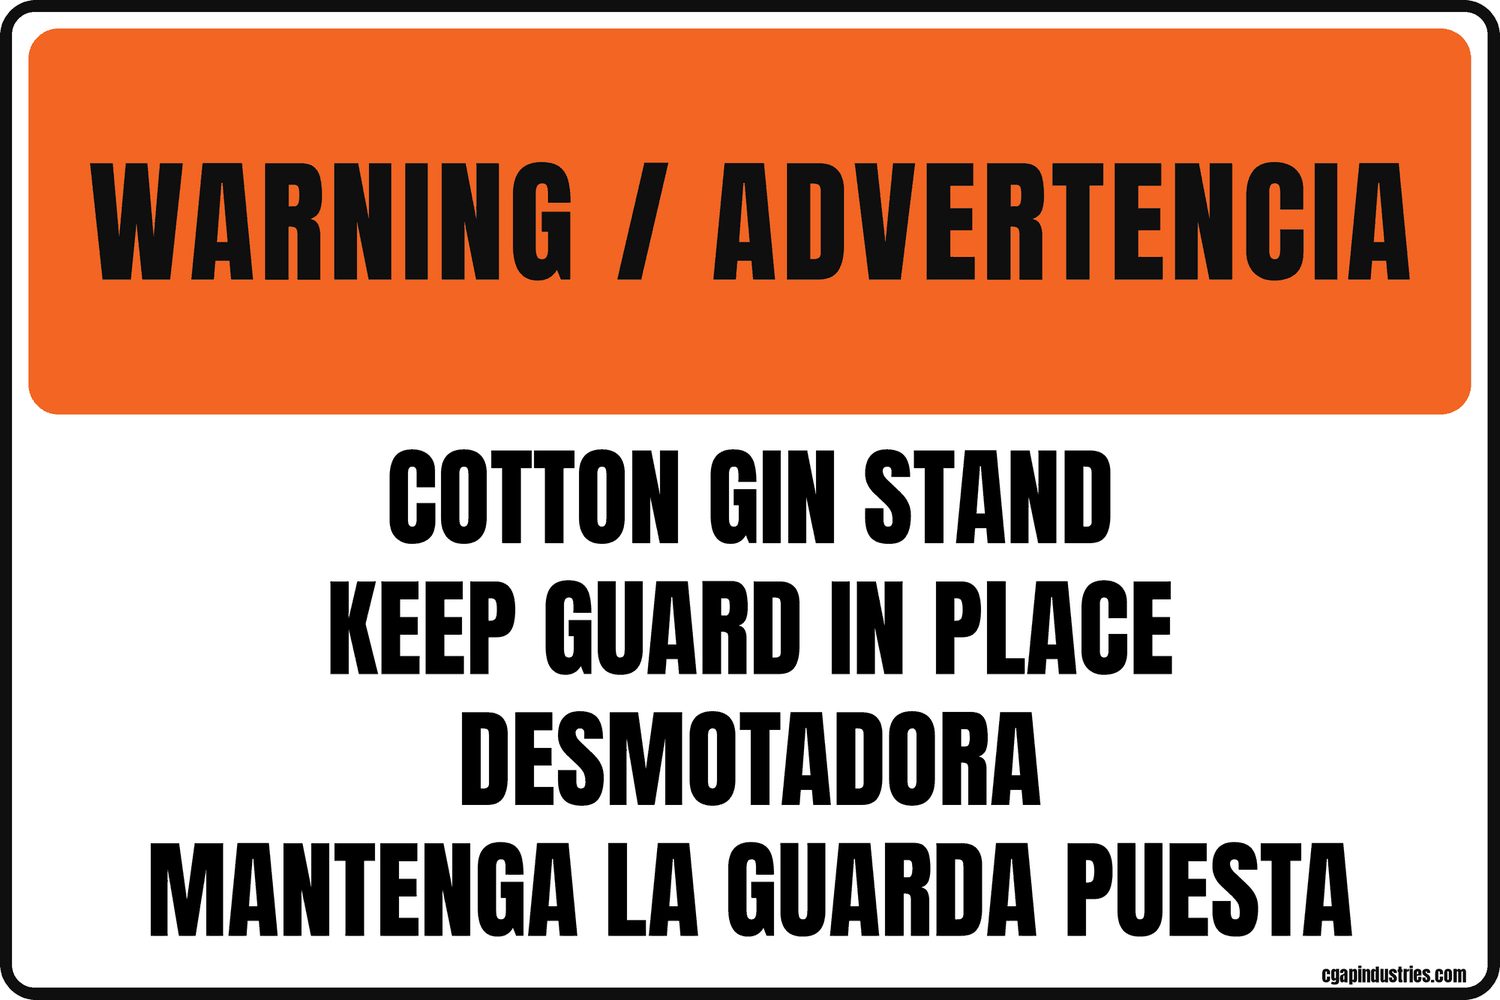 WARNING / ADVERTENCIA
COTTON GIN STAND
KEEP GUARD IN PLACE
DESMOTADORA
MANTENGA LA GUARDA PUESTA
cgapindustries.com